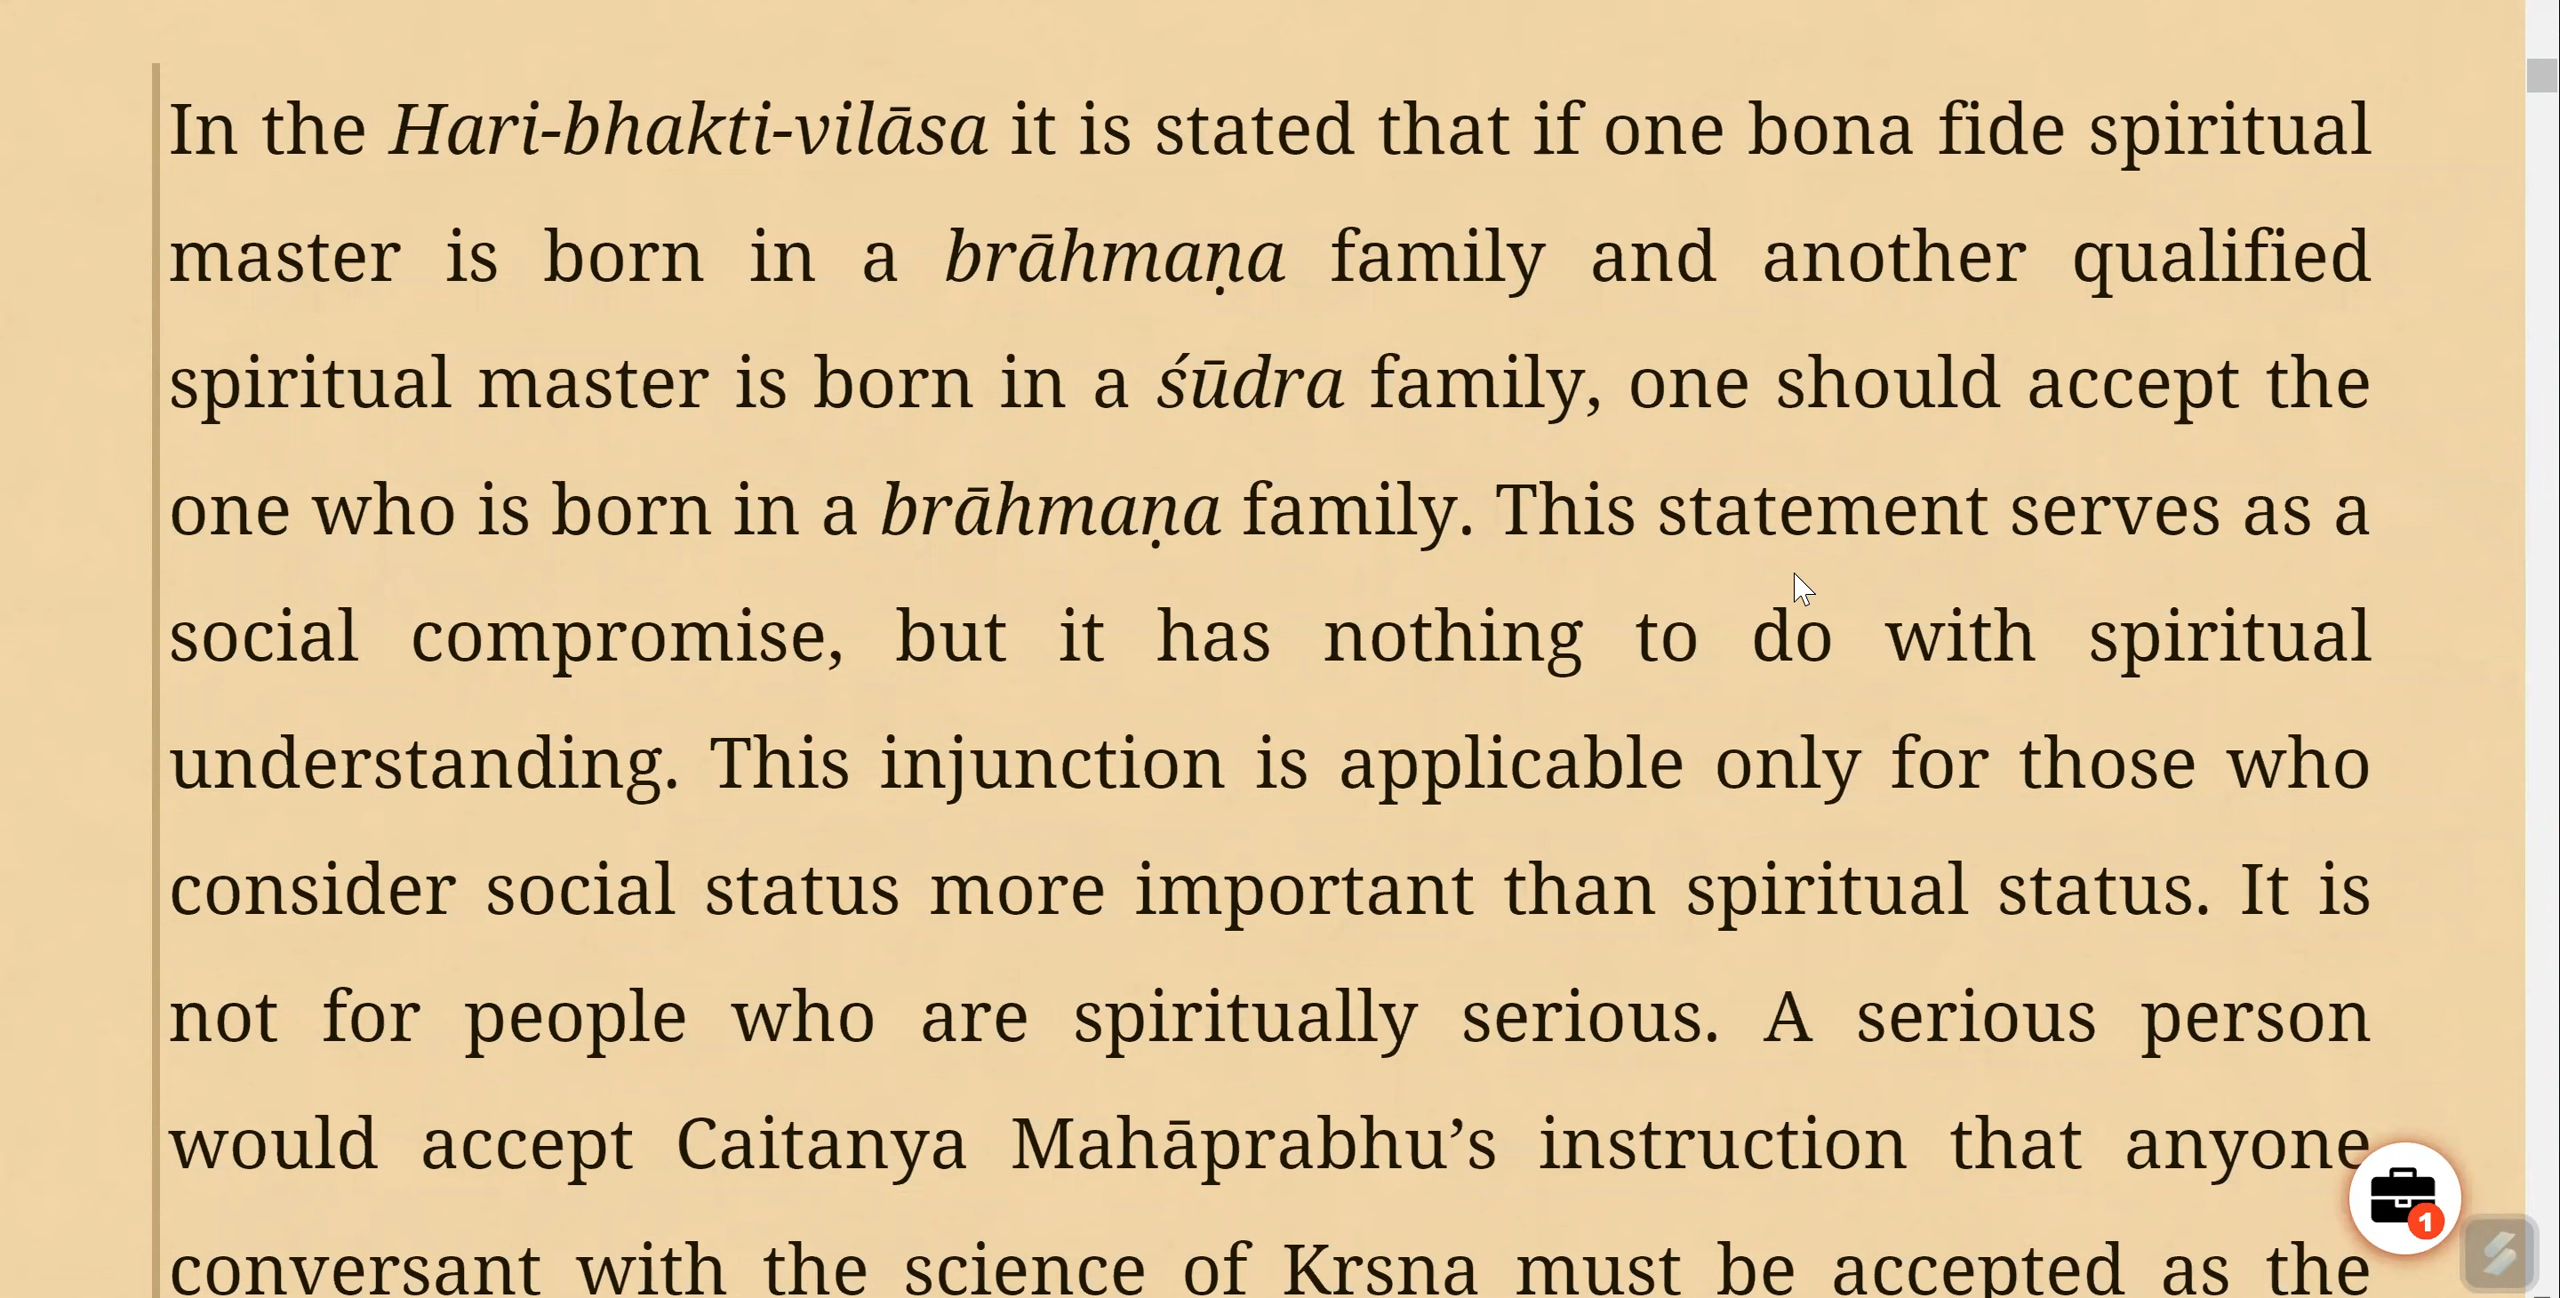 In the Hari-bhakti-vilāsa it is stated that if one bona fide spiritual
master is born in a brāhmaṇa family and another qualified
spiritual master is born in a śūdra family, one should accept the
one who is born in a brāhmaṇa family. This statement serves as a
social compromise, but it has nothing to do with spiritual
understanding. This injunction is applicable only for those who
consider social status more important than spiritual status. It is
not for people who are spiritually serious. A serious person
would accept Caitanya Mahāprabhu’s instruction that anyone
conversant with the science of Krsna must be accepted as the
1